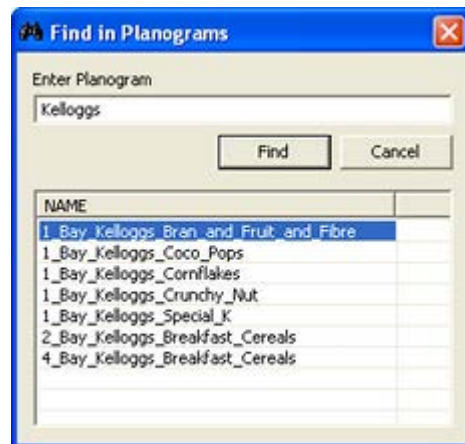 Find in Planograms
Enter Planogram
Kelloggs
Find Cancel
NAME
1_Bay_Kelloggs_Bran_and_Fruit_and_Fibre
1_Bay_Kelloggs_Coco_Pops
1_Bay_Kelloggs_Cornflakes
1_Bay_Kelloggs_Crunchy_Nut
1_Bay_Kelloggs_Special_K
2_Bay_Kelloggs_Breakfast_Cereals
4_Bay_Kelloggs_Breakfast_Cereals